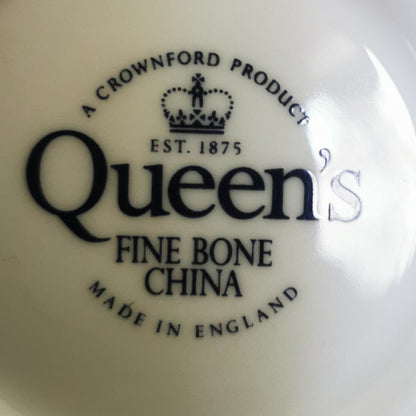 A CROWNFORD PRODUCT
EST. 1875
Queen's
FINE BONE
CHINA
MADE IN ENGLAND